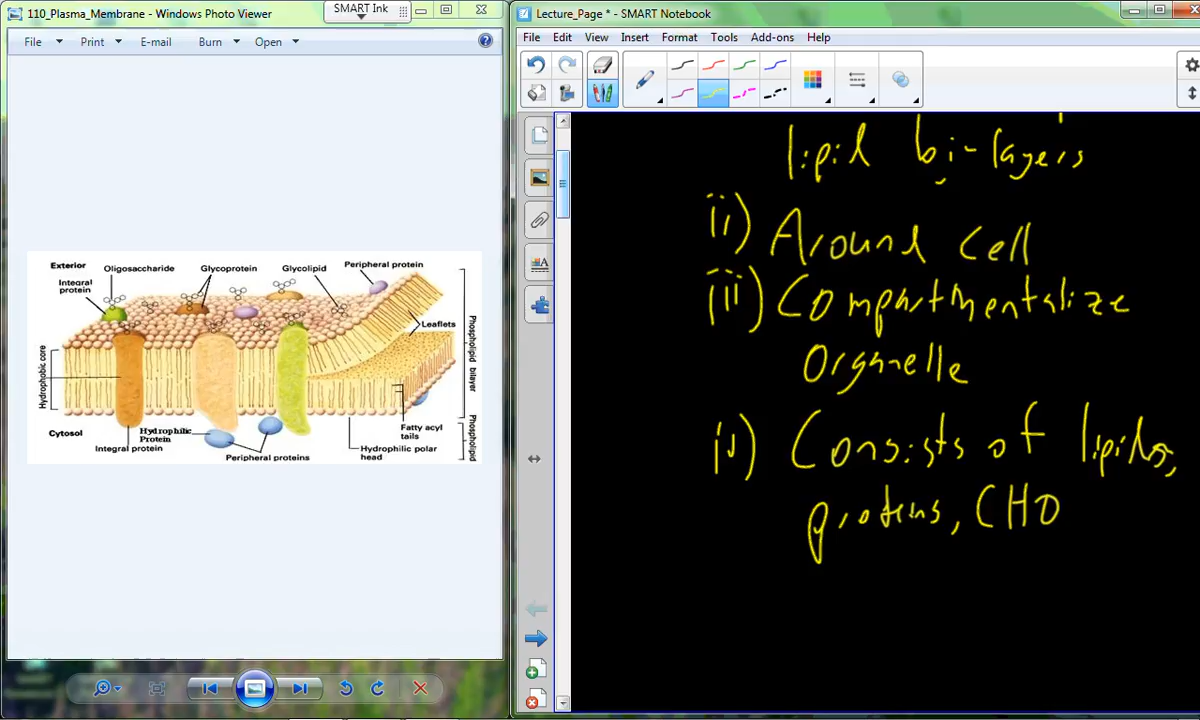 110_Plasma_Membrane - Windows Photo Viewer
SMART Ink
File Print E-mail Burn Open
Exterior
Oligosaccharide
Glycoprotein
Glycolipid
Peripheral protein
Integral
protein
Leaflets
Hydrophobic core
Phospholipid bilayer
Cytosol
Hydrophilic
Protein
Integral protein
Peripheral proteins
Fatty acyl
tails
Hydrophilic polar
head
Phospholipid
Lecture_Page * - SMART Notebook
File Edit View Insert Format Tools Add-ons Help
lipid bi-layers
ii) Around Cell
iii) Compartmentalize
Organelle
iv) Consists of lipids,
proteins, CHO